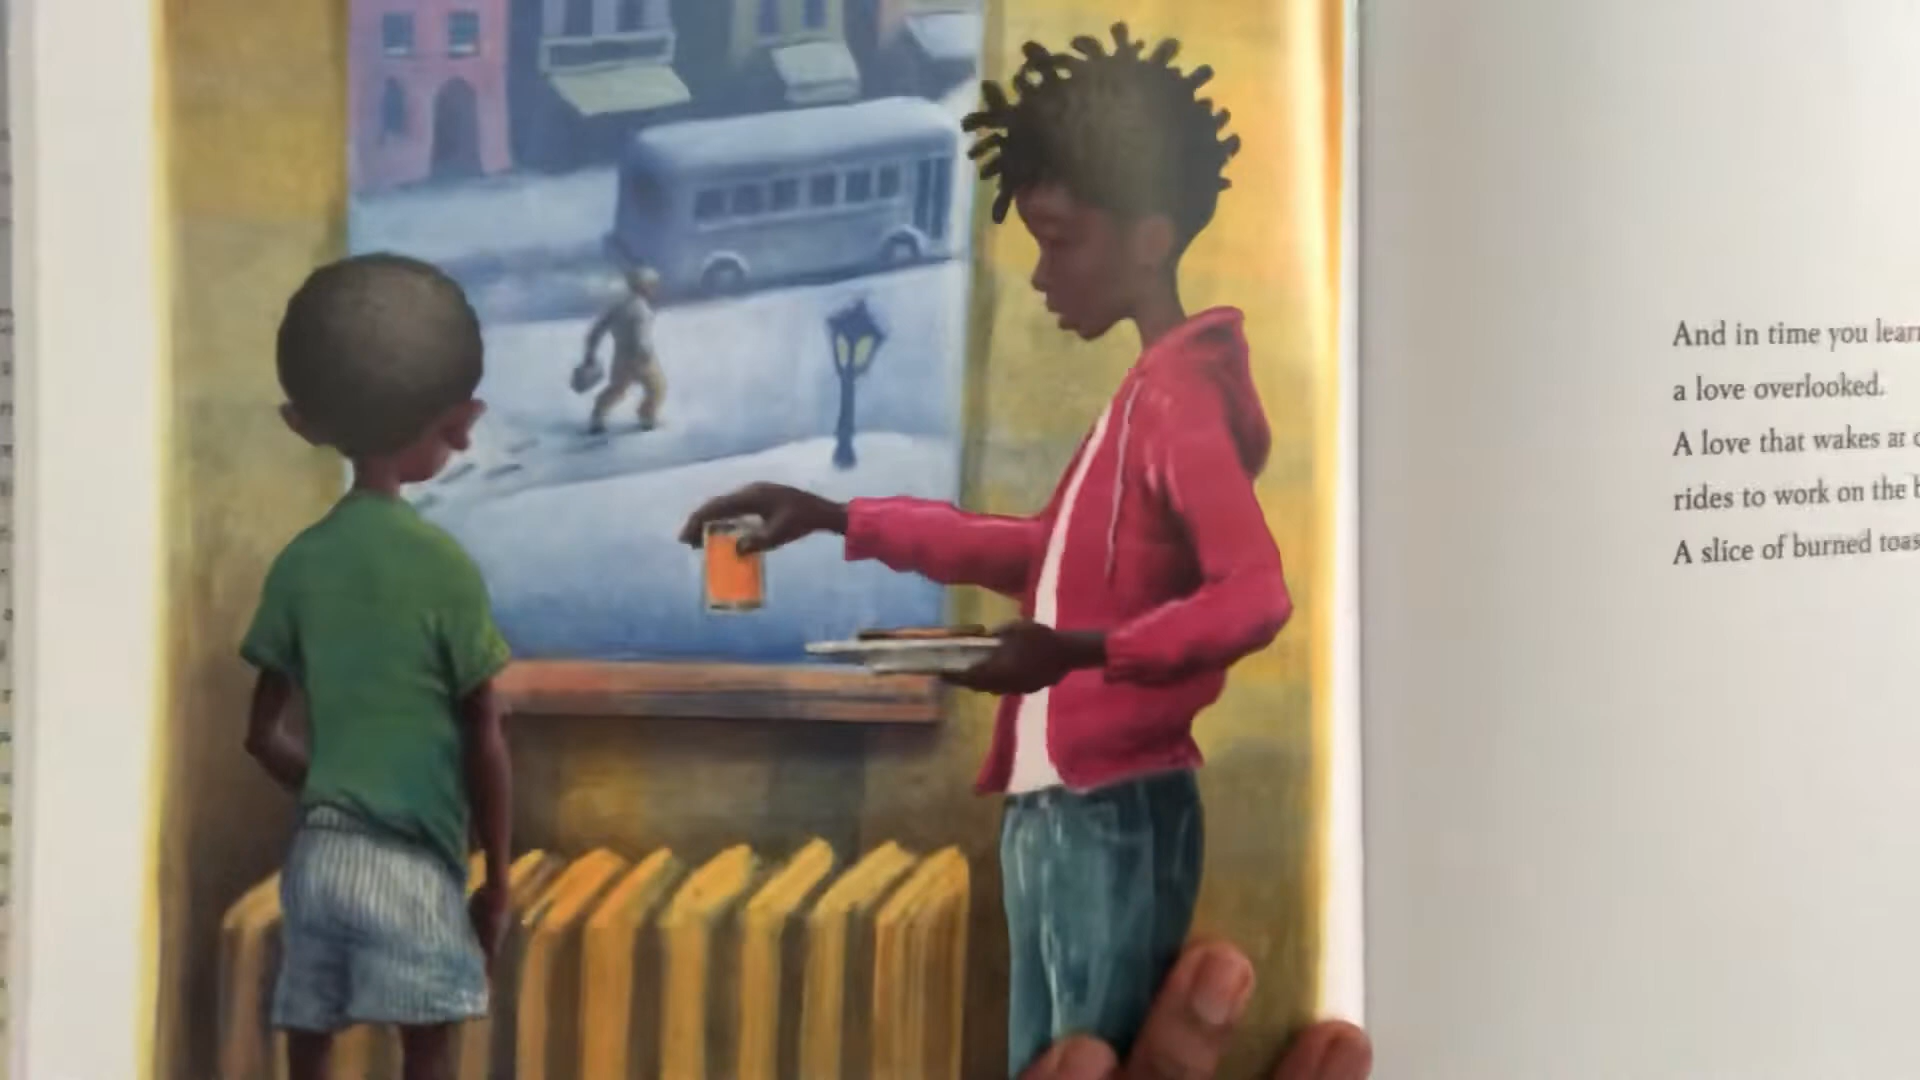 And in time you learn
a love overlooked.
A love that wakes at
rides to work on the
A slice of burned toas